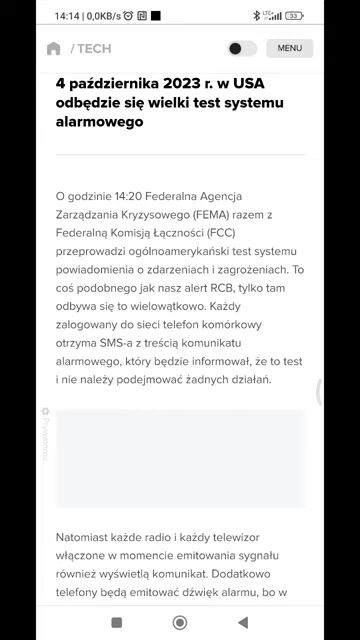 14:14 | 0,0KB/s
LTE 33
/ TECH
MENU
4 października 2023 r. w USA
odbędzie się wielki test systemu
alarmowego
O godzinie 14:20 Federalna Agencja
Zarządzania Kryzysowego (FEMA) razem z
Federalną Komisją Łączności (FCC)
przeprowadzi ogólnoamerykański test systemu
powiadomienia o zdarzeniach i zagrożeniach. To
coś podobnego jak nasz alert RCB, tylko tam
odbywa się to wielowątkowo. Każdy
zalogowany do sieci telefon komórkowy
otrzyma SMS-a z treścią komunikatu
alarmowego, który będzie informował, że to test
i nie należy podejmować żadnych działań.
Prywatność
Natomiast każde radio i każdy telewizor
włączone w momencie emitowania sygnału
również wyświetlą komunikat. Dodatkowo
telefony będą emitować dźwięk alarmu, bo w